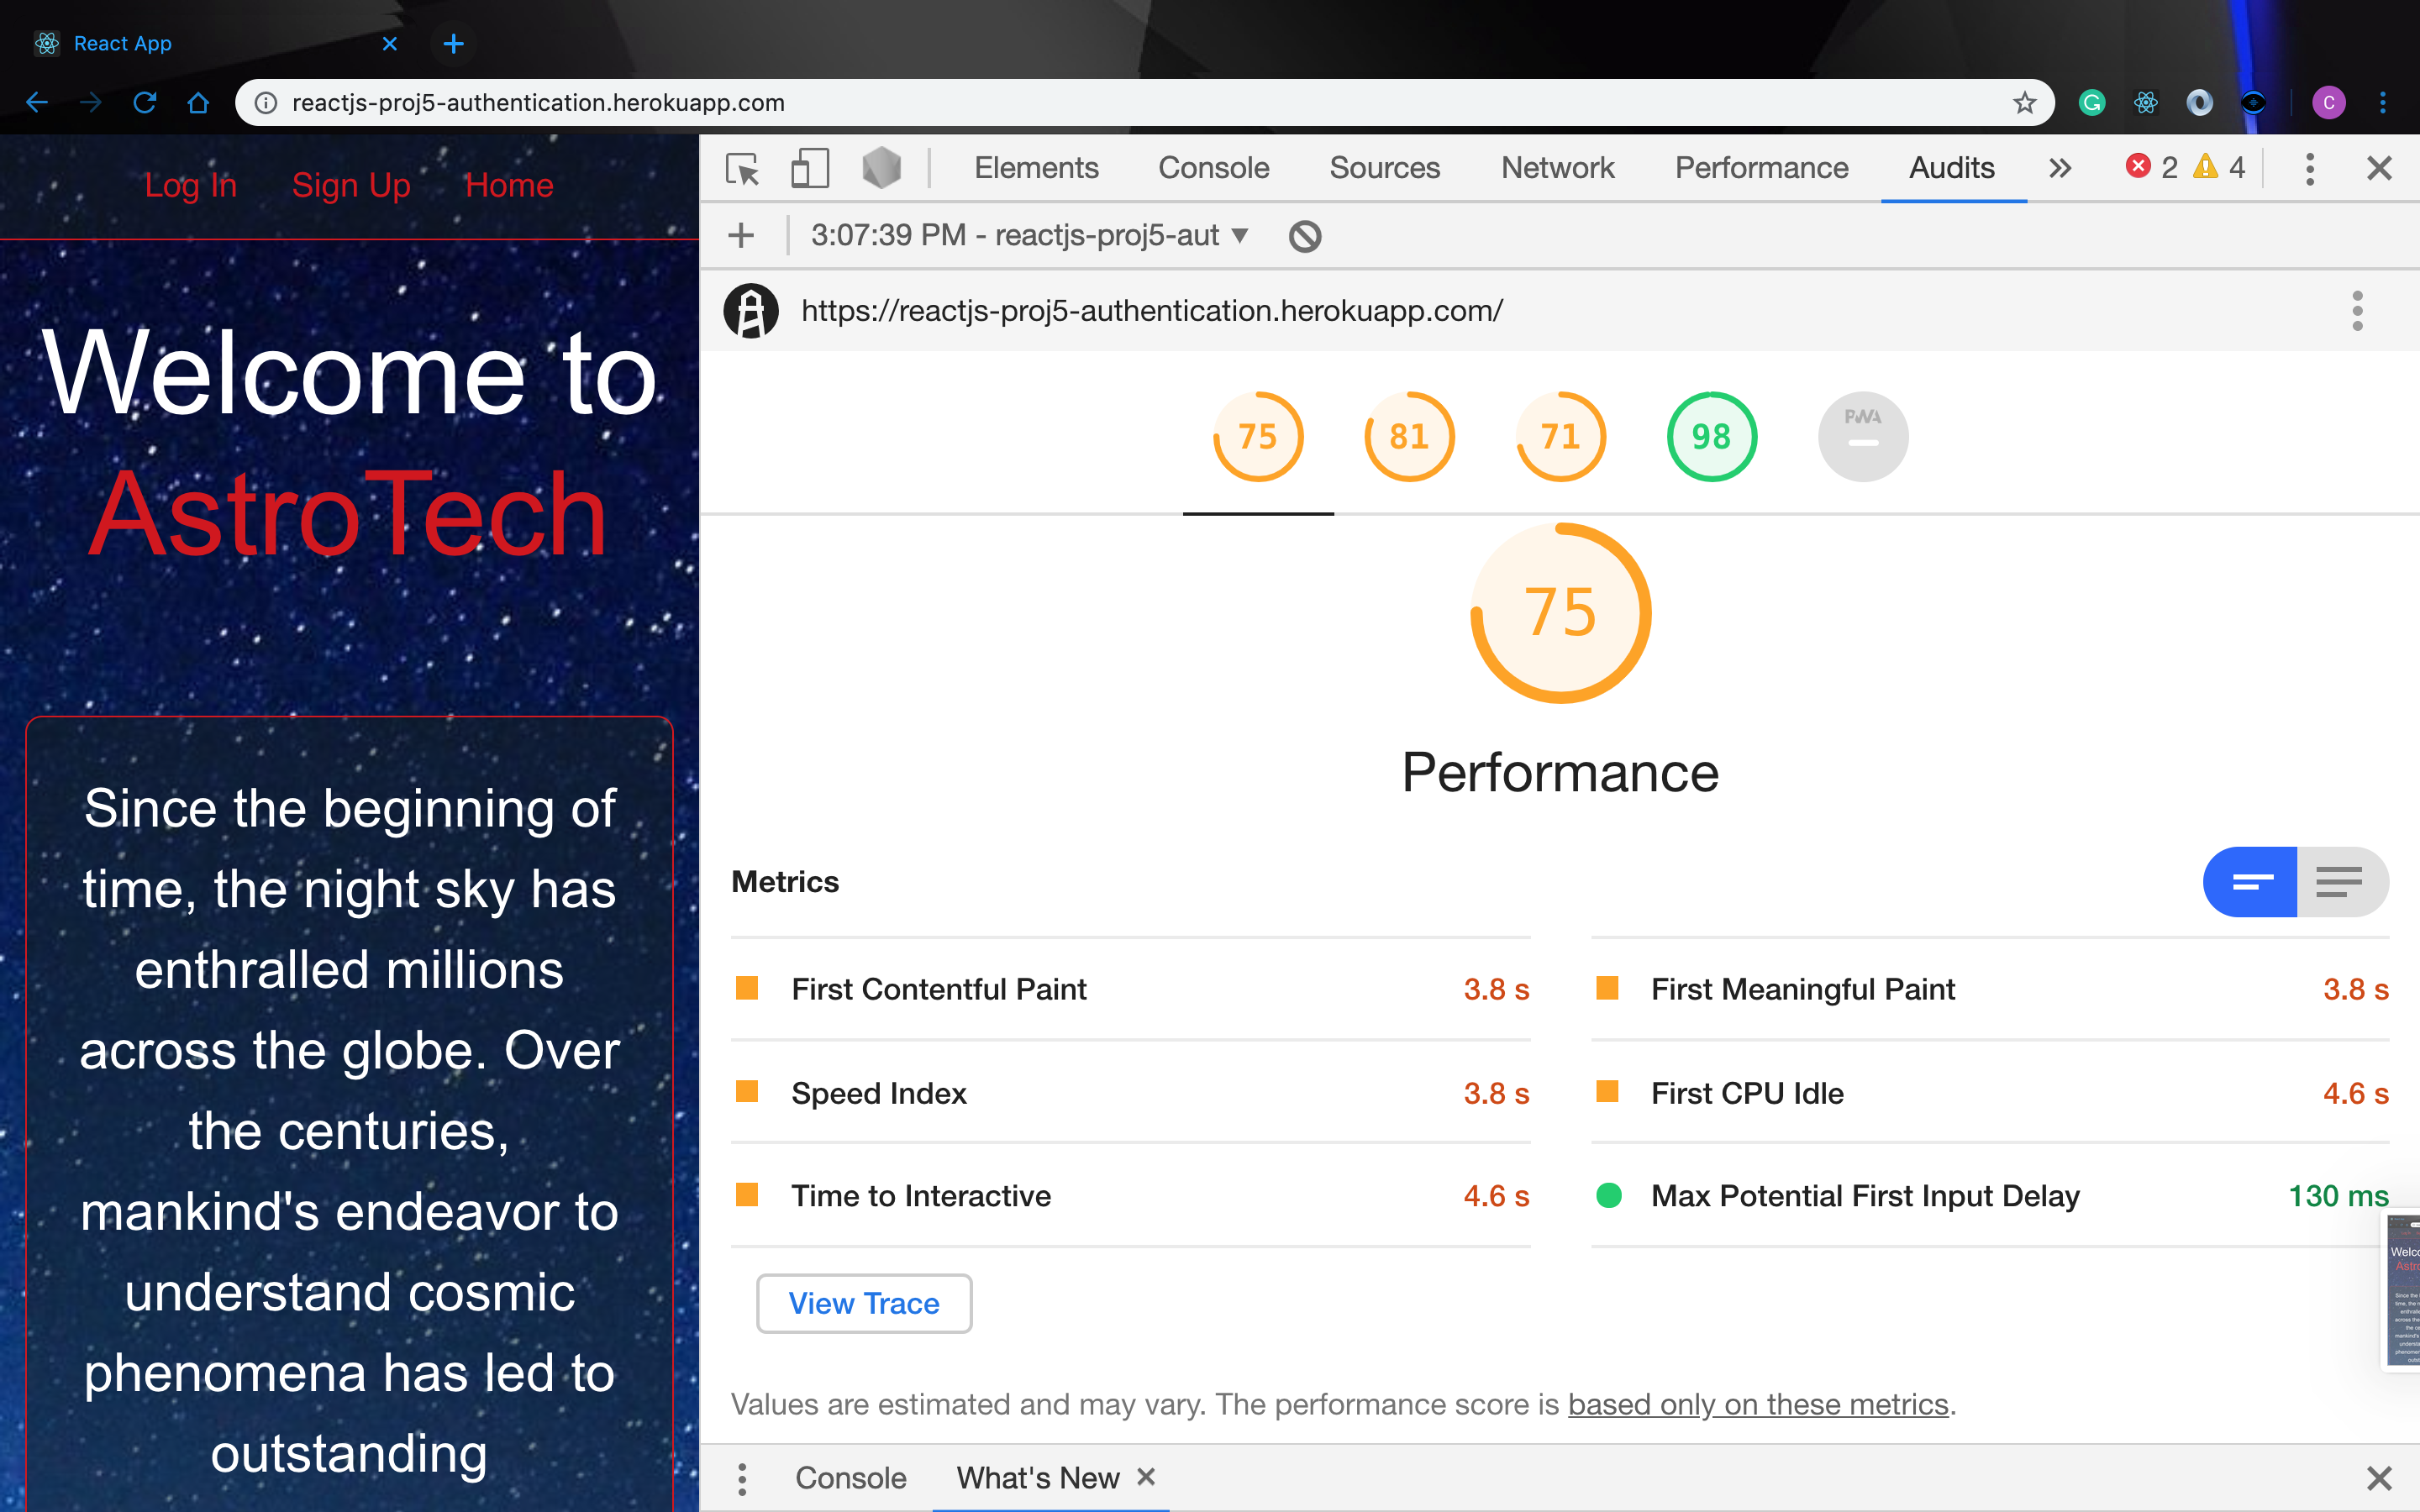 React App
reactjs-proj5-authentication.herokuapp.com
C
Log In Sign Up Home
Welcome to
AstroTech
Since the beginning of
time, the night sky has
enthralled millions
across the globe. Over
the centuries,
mankind's endeavor to
understand cosmic
phenomena has led to
outstanding
Elements Console Sources Network Performance Audits 2 4
3:07:39 PM - reactjs-proj5-aut
https://reactjs-proj5-authentication.herokuapp.com/
75 81 71 98 PWA
75
Performance
Metrics
First Contentful Paint 3.8 s
First Meaningful Paint 3.8 s
Speed Index 3.8 s
First CPU Idle 4.6 s
Time to Interactive 4.6 s
Max Potential First Input Delay 130 ms
View Trace
Values are estimated and may vary. The performance score is based only on these metrics.
Console What's New